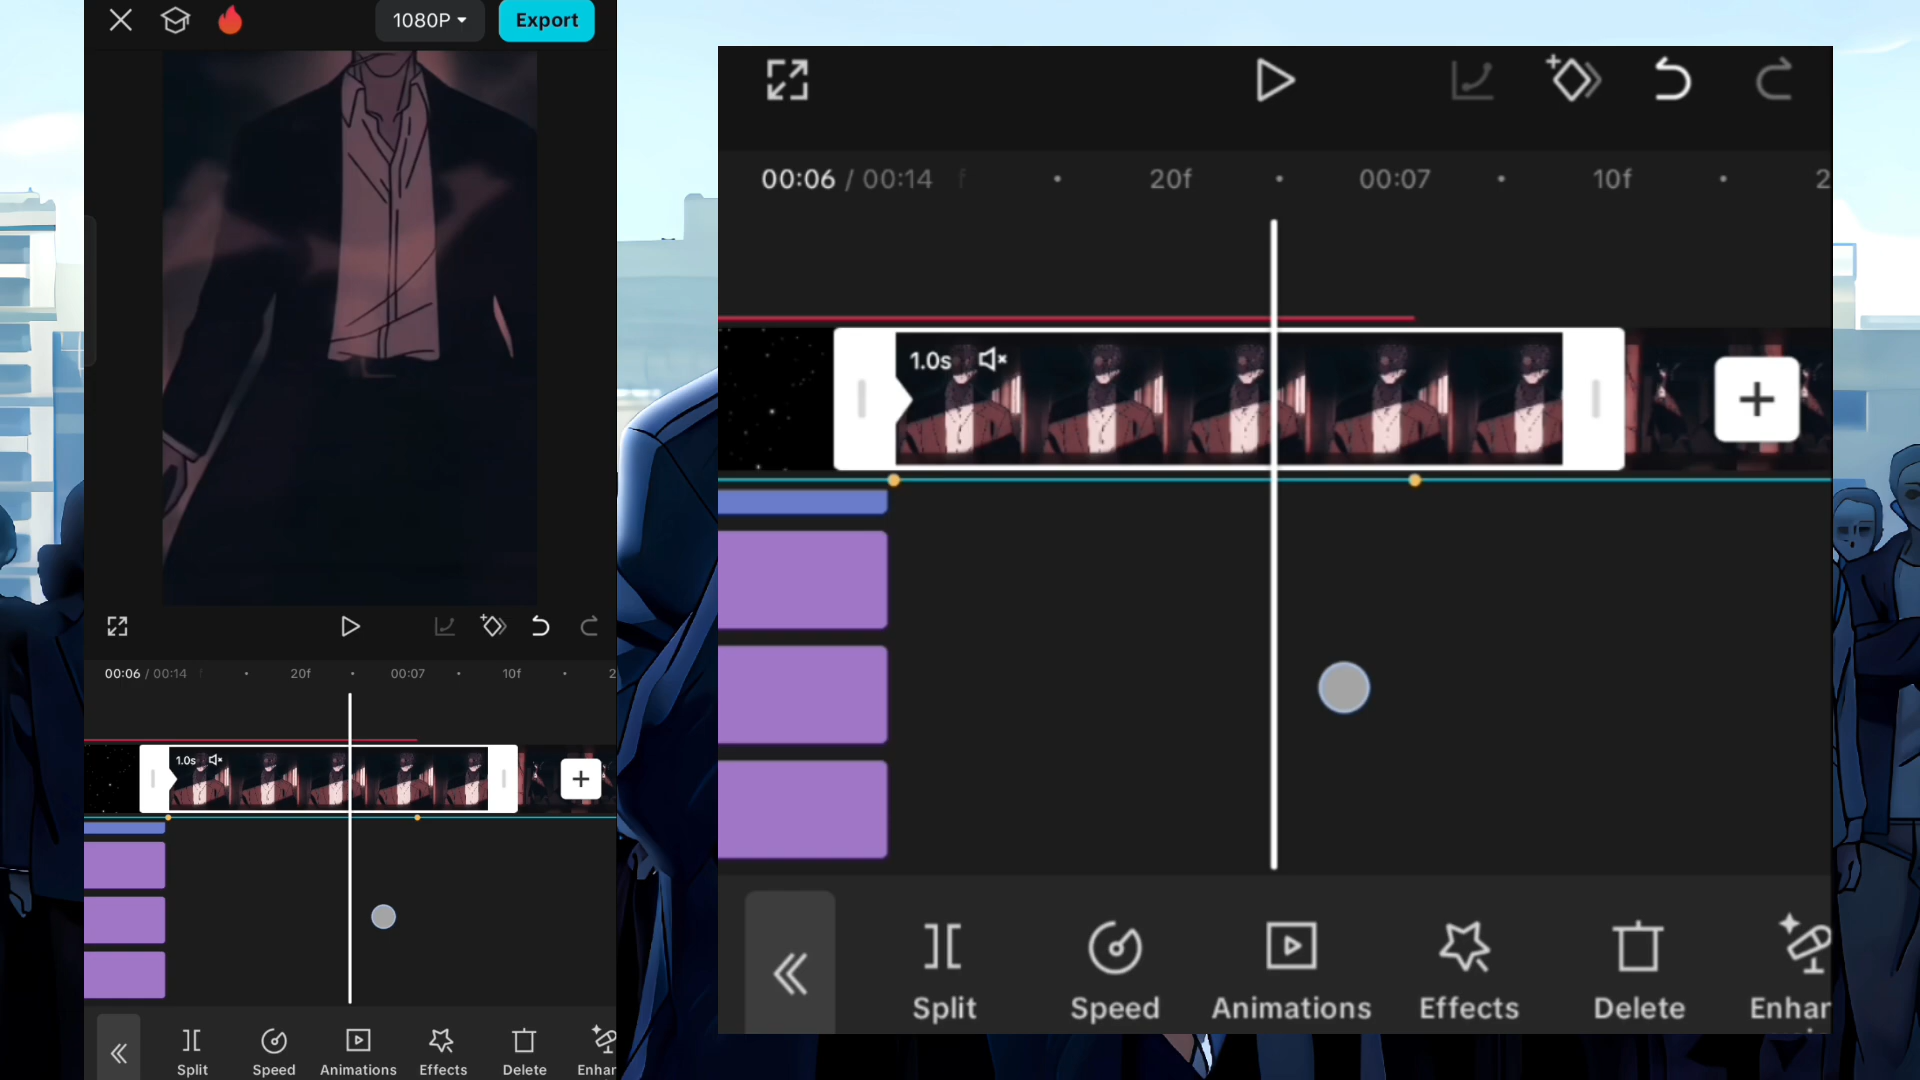 1080P
Export
00:06 / 00:14
20f
00:07
10f
2
1.0s
Split
Speed
Animations
Effects
Delete
Enhan
00:06 / 00:14
f
20f
00:07
10f
2
1.0s
Split
Speed
Animations
Effects
Delete
Enhan